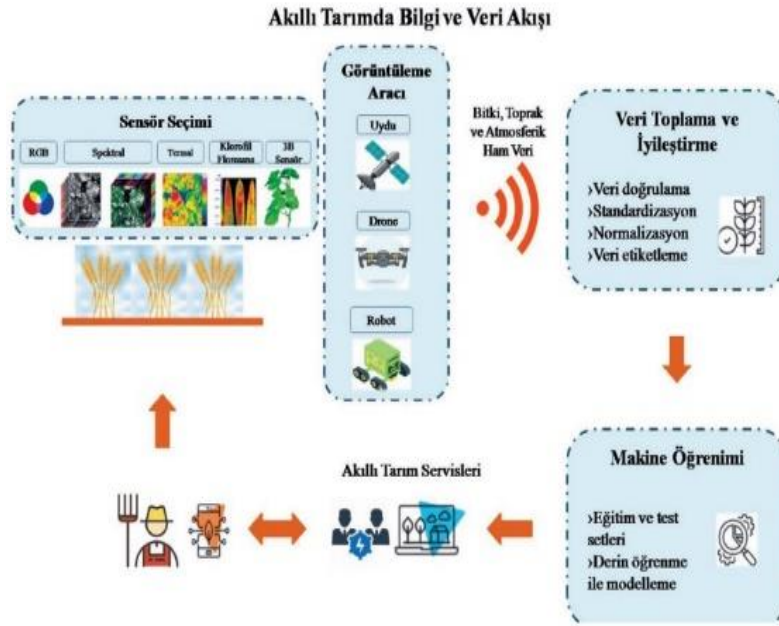 Akıllı Tarımda Bilgi ve Veri Akışı
Sensör Seçimi
RGB
Spektral
Termal
Klorofil
Floresans
3B
Sensör
Görüntüleme
Aracı
Uydu
Drone
Robot
Bitki, Toprak
ve Atmosferik
Ham Veri
Veri Toplama ve
İyileştirme
›Veri doğrulama
›Standardizasyon
›Normalizasyon
›Veri etiketleme
Makine Öğrenimi
›Eğitim ve test
setleri
›Derin öğrenme
ile modelleme
Akıllı Tarım Servisleri